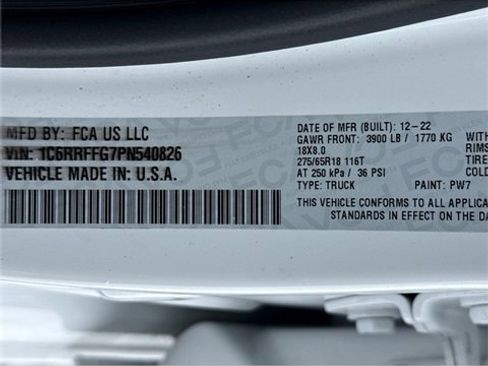 MFD BY: FCA US LLC
VIN: 1C6RRFFG7PN540826
VEHICLE MADE IN: U.S.A.
DATE OF MFR (BUILT): 12-22
GAWR FRONT: 3900 LB / 1770 KG WITH
18X8.0 RIMS
275/65R18 116T TIRE
AT 250 kPa / 36 PSI COLD
TYPE: TRUCK PAINT: PW7
THIS VEHICLE CONFORMS TO ALL APPLICA
STANDARDS IN EFFECT ON THE DA